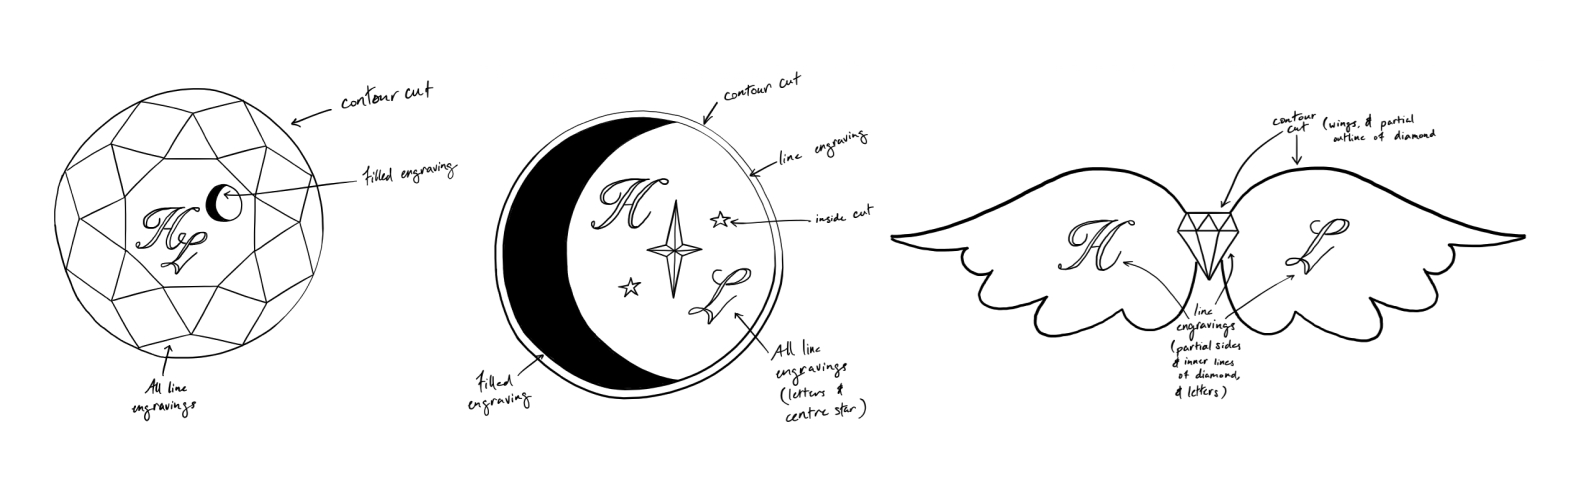 contour cut
filled engraving
H
L
All line
engravings
contour cut
line engraving
inside cut
H
L
Filled
engraving
All line
engravings
(letters &
centre star)
contour
cut (wings, & partial
outline of diamond
H
L
line
engravings
(partial sides
& inner lines
of diamond,
& letters)